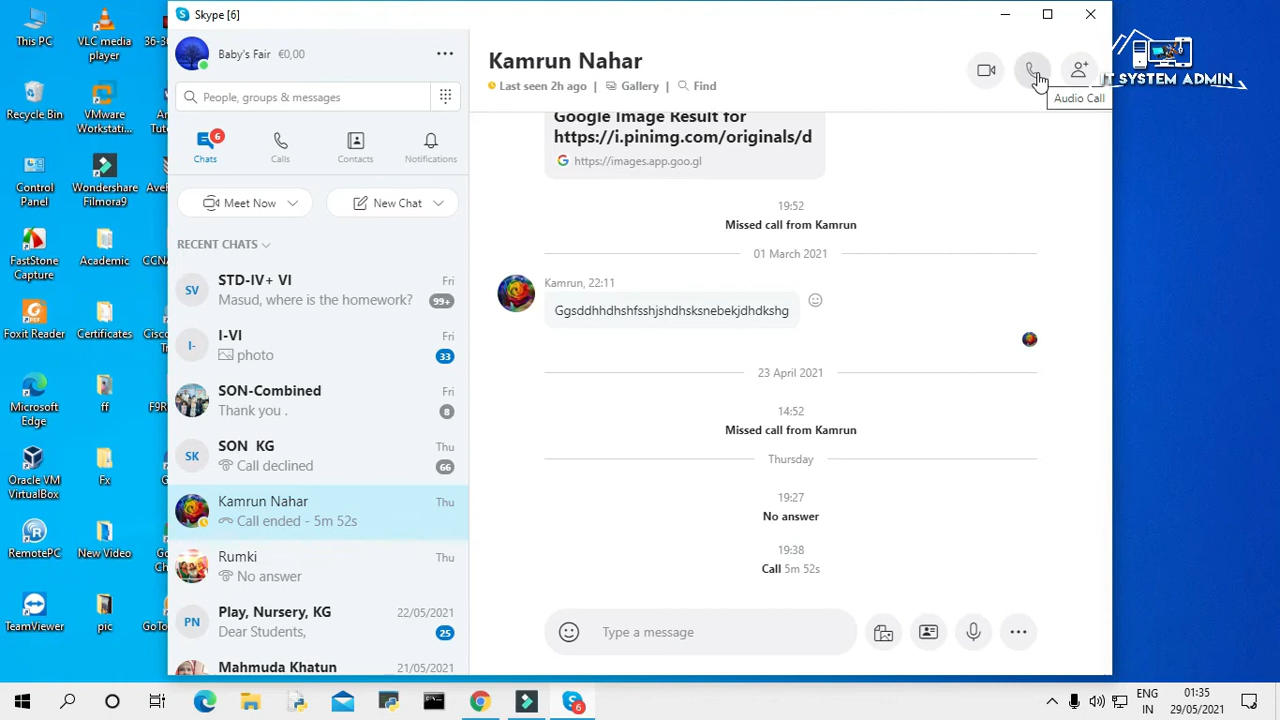 This PC
VLC media player
36-30
Recycle Bin
VMware Workstati...
Control Panel
Wondershare Filmora9
FastStone Capture
Academic
Foxit Reader
Certificates
Microsoft Edge
ff
Oracle VM VirtualBox
Fx
RemotePC
New Video
TeamViewer
pic
Skype [6]
Baby's Fair €0,00
People, groups & messages
6
Chats
Calls
Contacts
Notifications
Meet Now
New Chat
RECENT CHATS
SV
STD-IV+ VI
Fri
Masud, where is the homework?
99+
I-
I-VI
Fri
photo
33
SON-Combined
Fri
Thank you .
8
SK
SON KG
Thu
Call declined
66
Kamrun Nahar
Thu
Call ended - 5m 52s
Rumki
Thu
No answer
PN
Play, Nursery, KG
22/05/2021
Dear Students,
25
Mahmuda Khatun
21/05/2021
Kamrun Nahar
Last seen 2h ago | Gallery | Find
Audio Call
Google Image Result for
https://i.pinimg.com/originals/d
https://images.app.goo.gl
19:52
Missed call from Kamrun
01 March 2021
Kamrun, 22:11
Ggsddhhdhshfsshjshdhsksnebekjdhdkshg
23 April 2021
14:52
Missed call from Kamrun
Thursday
19:27
No answer
19:38
Call 5m 52s
Type a message
IT SYSTEM ADMIN
6
ENG
IN
01:35
29/05/2021